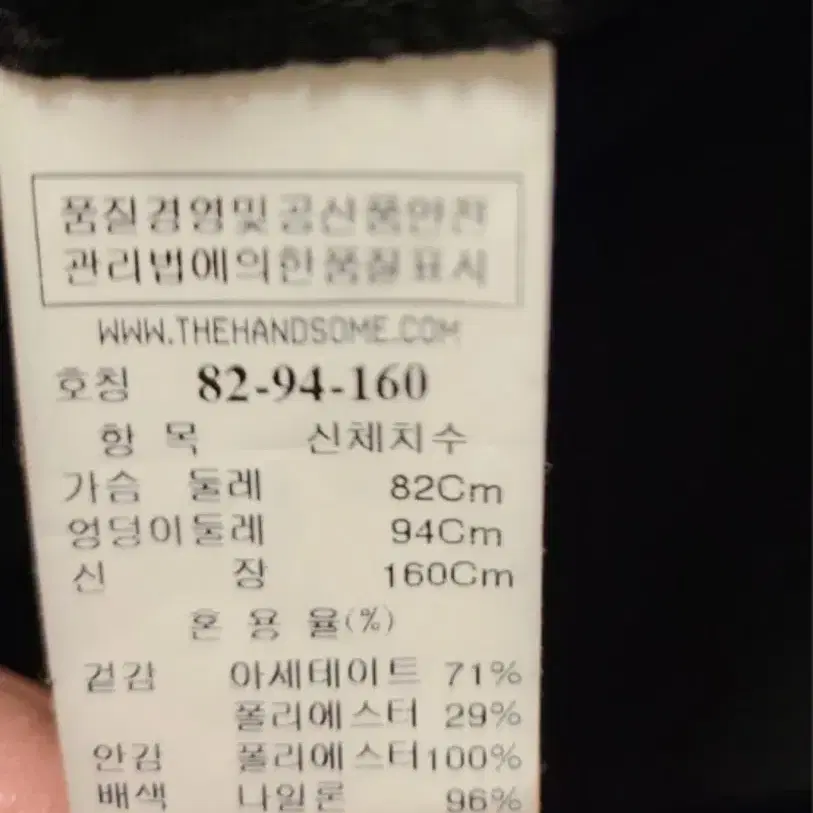 품질경영및공산품안전
관리법에의한품질표시
WWW.THEHANDSOME.COM
호칭 82-94-160
항 목 신체치수
가슴 둘레 82Cm
엉덩이둘레 94Cm
신 장 160Cm
혼 용 율(%)
겉감 아세테이트 71%
폴리에스터 29%
안감 폴리에스터100%
배색 나일론 96%